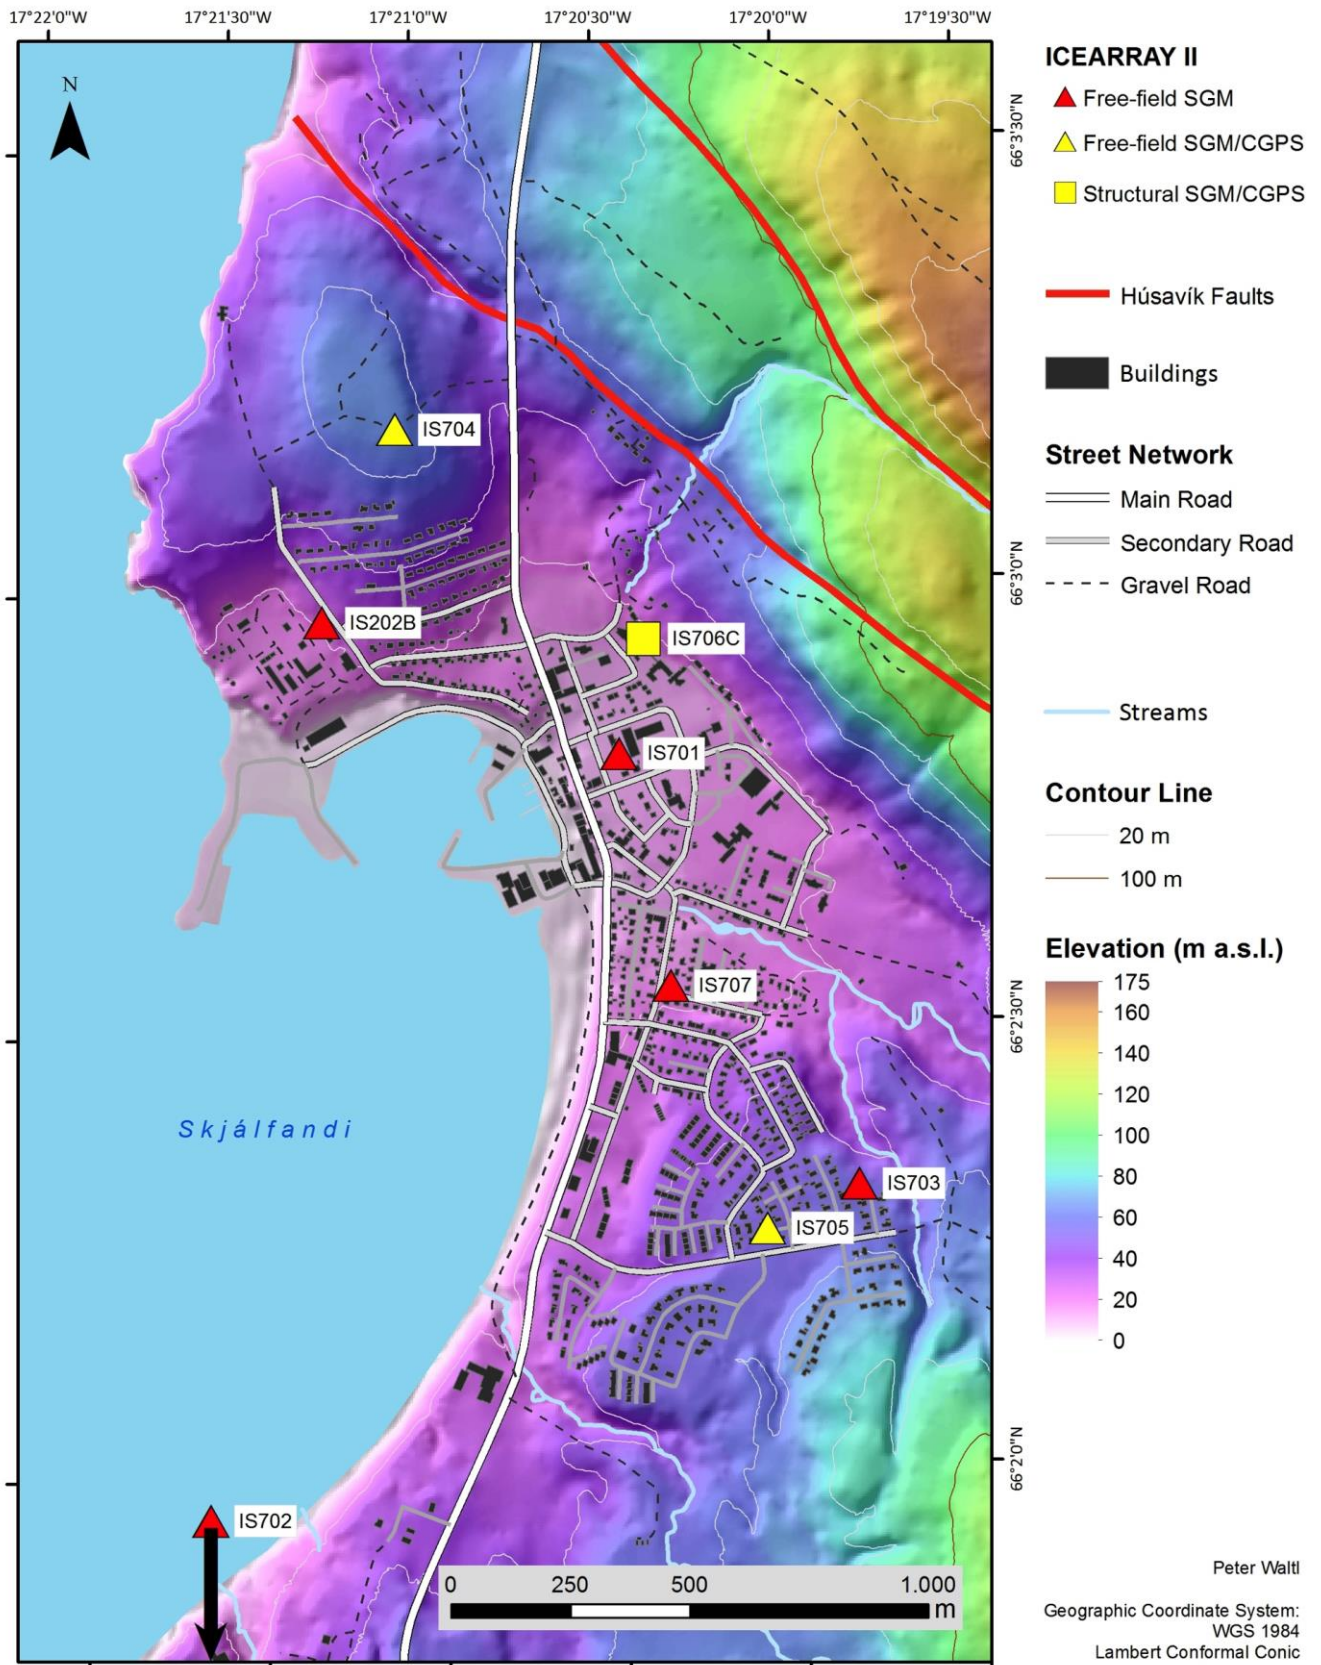 17°22'0"W
17°21'30"W
17°21'0"W
17°20'30"W
17°20'0"W
17°19'30"W
N
66°3'30"N
66°3'0"N
66°2'30"N
66°2'0"N
IS704
IS202B
IS706C
IS701
IS707
Skjálfandi
IS703
IS705
IS702
0
250
500
1.000
m
ICEARRAY II
Free-field SGM
Free-field SGM/CGPS
Structural SGM/CGPS
Húsavík Faults
Buildings
Street Network
Main Road
Secondary Road
Gravel Road
Streams
Contour Line
20 m
100 m
Elevation (m a.s.l.)
175
160
140
120
100
80
60
40
20
0
Peter Waltl
Geographic Coordinate System:
WGS 1984
Lambert Conformal Conic